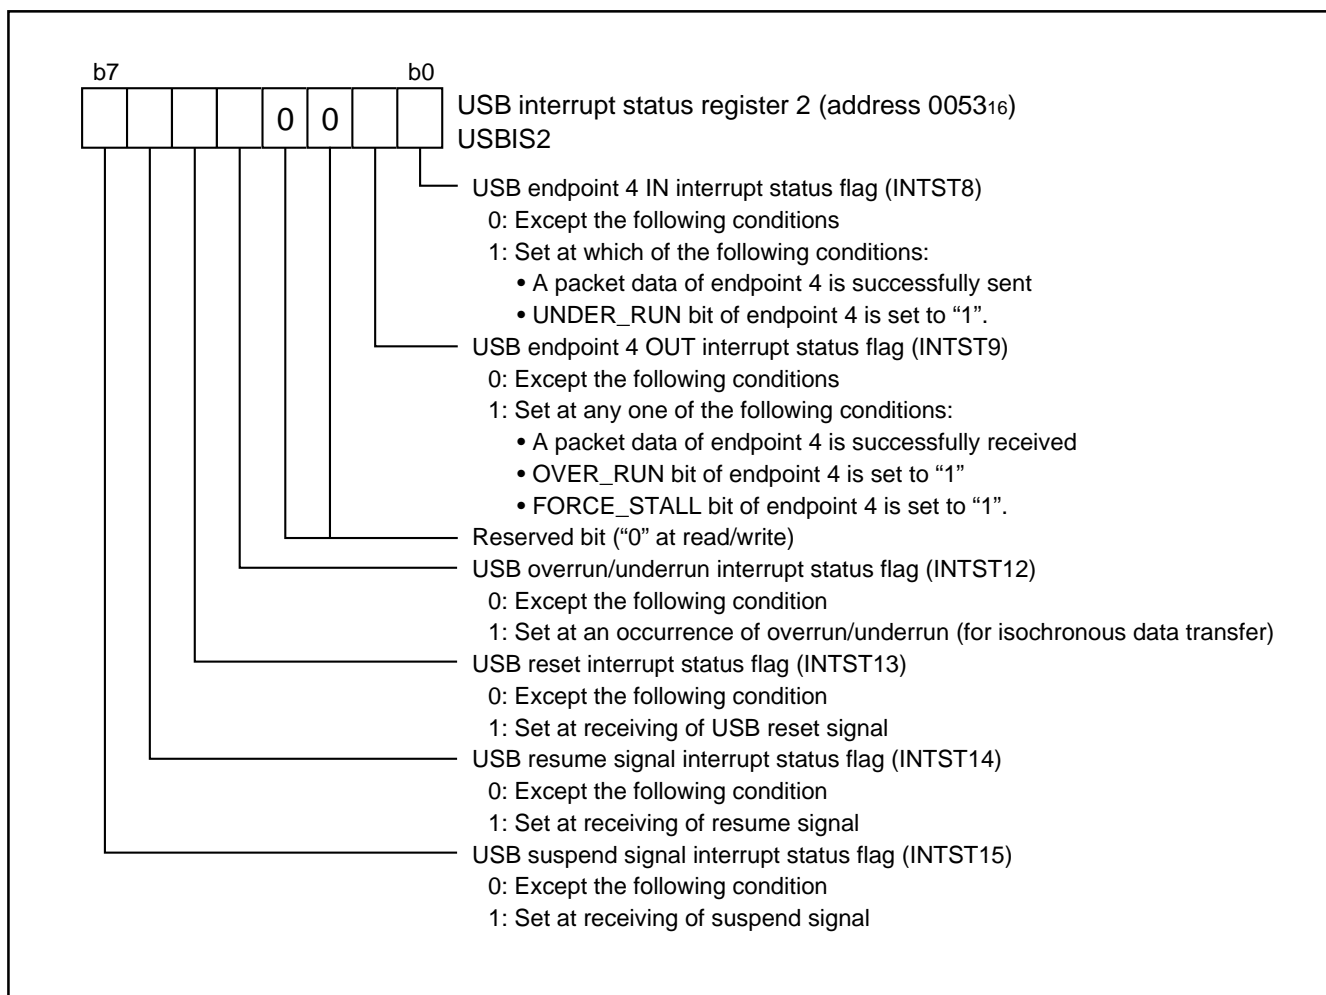 b7 b0
0 0
USB interrupt status register 2 (address 005316)
USBIS2
USB endpoint 4 IN interrupt status flag (INTST8)
0: Except the following conditions
1: Set at which of the following conditions:
• A packet data of endpoint 4 is successfully sent
• UNDER_RUN bit of endpoint 4 is set to “1”.
USB endpoint 4 OUT interrupt status flag (INTST9)
0: Except the following conditions
1: Set at any one of the following conditions:
• A packet data of endpoint 4 is successfully received
• OVER_RUN bit of endpoint 4 is set to “1”
• FORCE_STALL bit of endpoint 4 is set to “1”.
Reserved bit (“0” at read/write)
USB overrun/underrun interrupt status flag (INTST12)
0: Except the following condition
1: Set at an occurrence of overrun/underrun (for isochronous data transfer)
USB reset interrupt status flag (INTST13)
0: Except the following condition
1: Set at receiving of USB reset signal
USB resume signal interrupt status flag (INTST14)
0: Except the following condition
1: Set at receiving of resume signal
USB suspend signal interrupt status flag (INTST15)
0: Except the following condition
1: Set at receiving of suspend signal